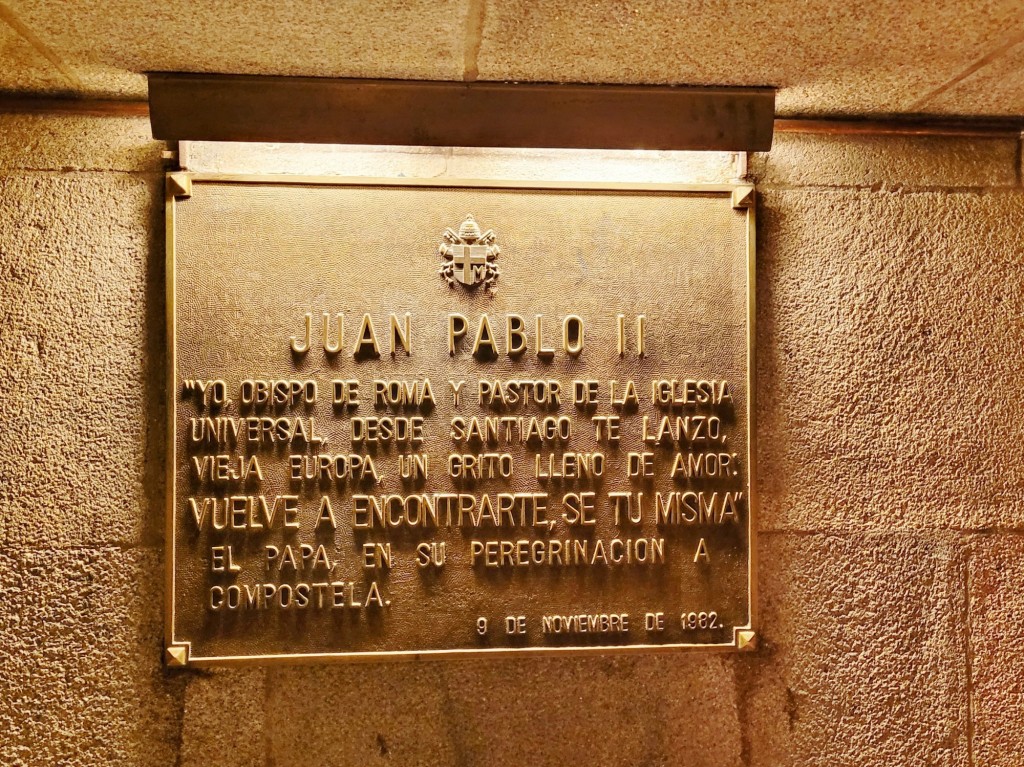 M
JUAN PABLO II
"YO, OBISPO DE ROMA Y PASTOR DE LA IGLESIA
UNIVERSAL, DESDE SANTIAGO TE LANZO,
VIEJA EUROPA, UN GRITO LLENO DE AMOR:
VUELVE A ENCONTRARTE, SE TU MISMA"
EL PAPA, EN SU PEREGRINACION A
COMPOSTELA.
9 DE NOVIEMBRE DE 1982.